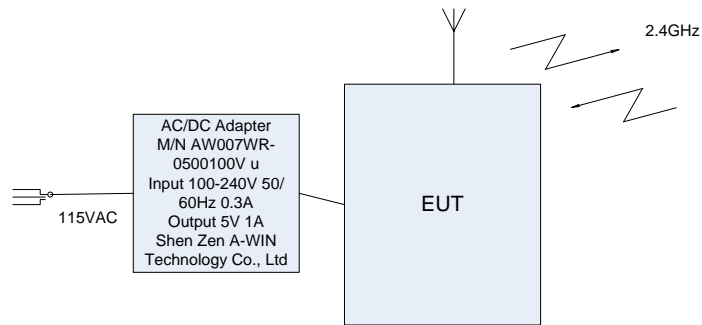 2.4GHz
AC/DC Adapter
M/N AW007WR-
0500100V u
Input 100-240V 50/
60Hz 0.3A
Output 5V 1A
Shen Zen A-WIN
Technology Co., Ltd
115VAC
EUT